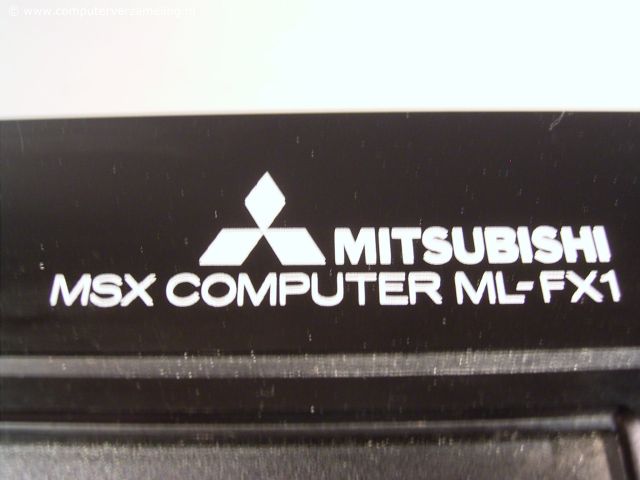 © www.computerverzameling.nl
MITSUBISHI
MSX COMPUTER ML-FX1